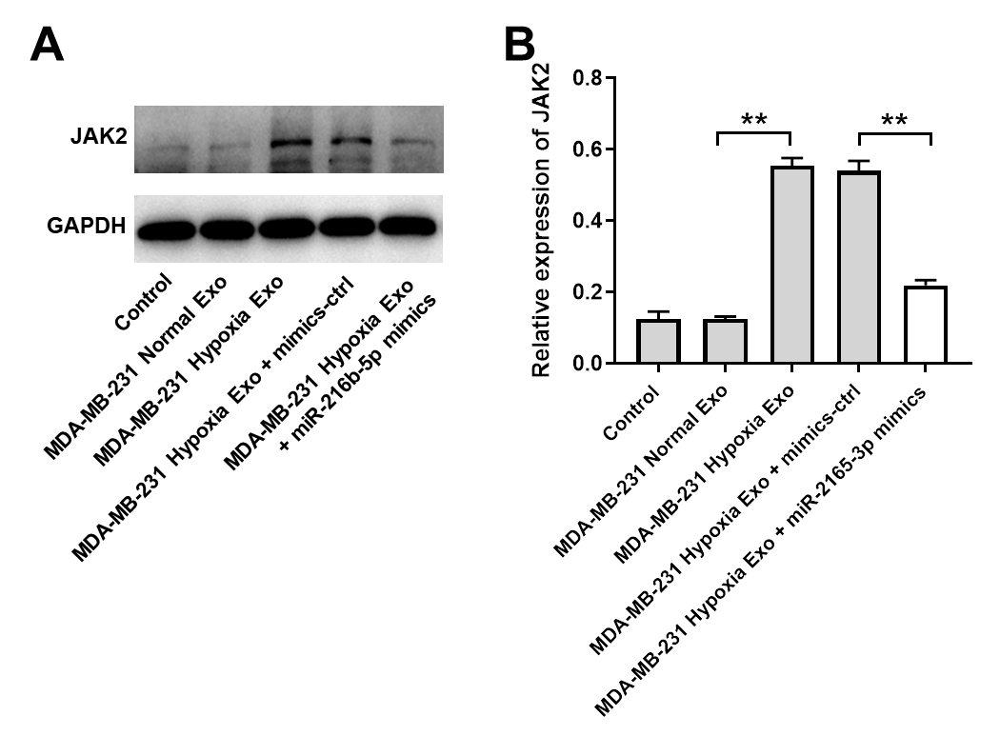 A
JAK2
GAPDH
Control
MDA-MB-231 Normal Exo
MDA-MB-231 Hypoxia Exo
MDA-MB-231 Hypoxia Exo + mimics-ctrl
MDA-MB-231 Hypoxia Exo
+ miR-216b-5p mimics
B
Relative expression of JAK2
0.8
0.6
0.4
0.2
0.0
**
**
Control
MDA-MB-231 Normal Exo
MDA-MB-231 Hypoxia Exo
MDA-MB-231 Hypoxia Exo + mimics-ctrl
MDA-MB-231 Hypoxia Exo + miR-2165-3p mimics